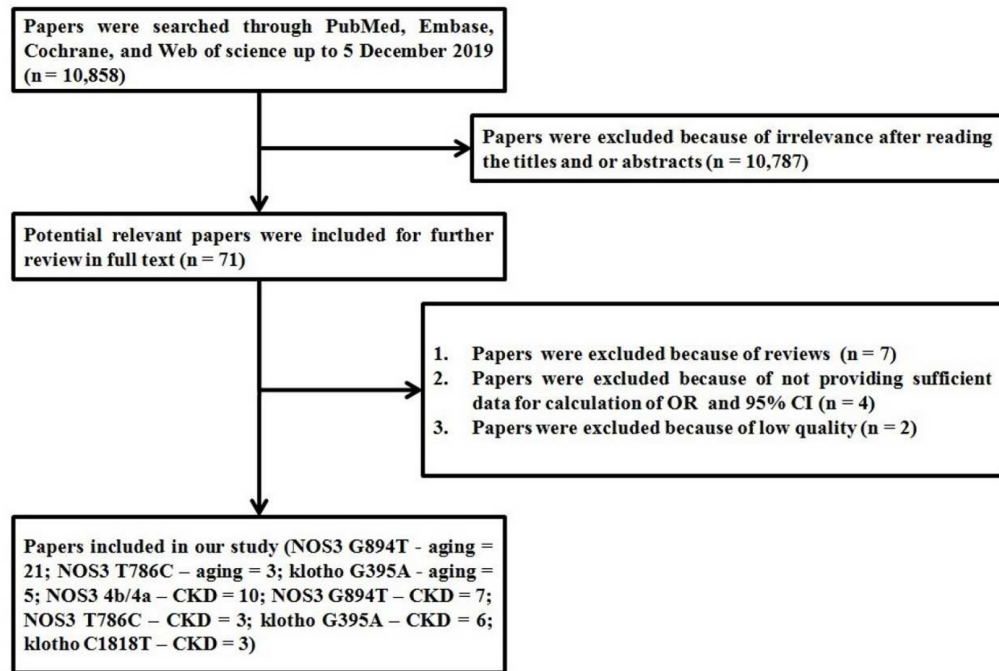 Papers were searched through PubMed, Embase,
Cochrane, and Web of science up to 5 December 2019
(n = 10,858)
Papers were excluded because of irrelevance after reading
the titles and or abstracts (n = 10,787)
Potential relevant papers were included for further
review in full text (n = 71)
1. Papers were excluded because of reviews (n = 7)
2. Papers were excluded because of not providing sufficient
data for calculation of OR and 95% CI (n = 4)
3. Papers were excluded because of low quality (n = 2)
Papers included in our study (NOS3 G894T - aging =
21; NOS3 T786C – aging = 3; klotho G395A - aging =
5; NOS3 4b/4a – CKD = 10; NOS3 G894T – CKD = 7;
NOS3 T786C – CKD = 3; klotho G395A – CKD = 6;
klotho C1818T – CKD = 3)